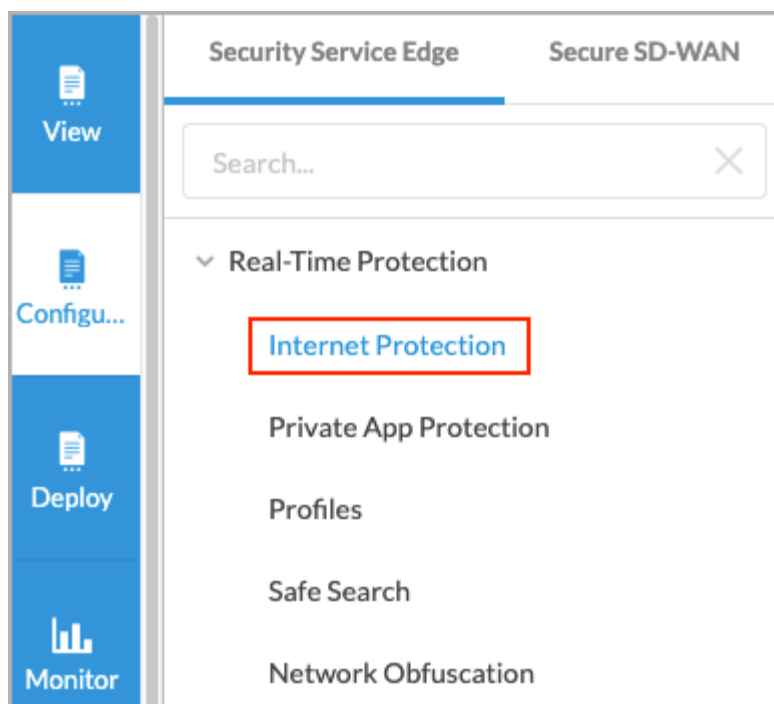 View
Configu...
Deploy
Monitor
Security Service Edge
Secure SD-WAN
Search...
Real-Time Protection
Internet Protection
Private App Protection
Profiles
Safe Search
Network Obfuscation